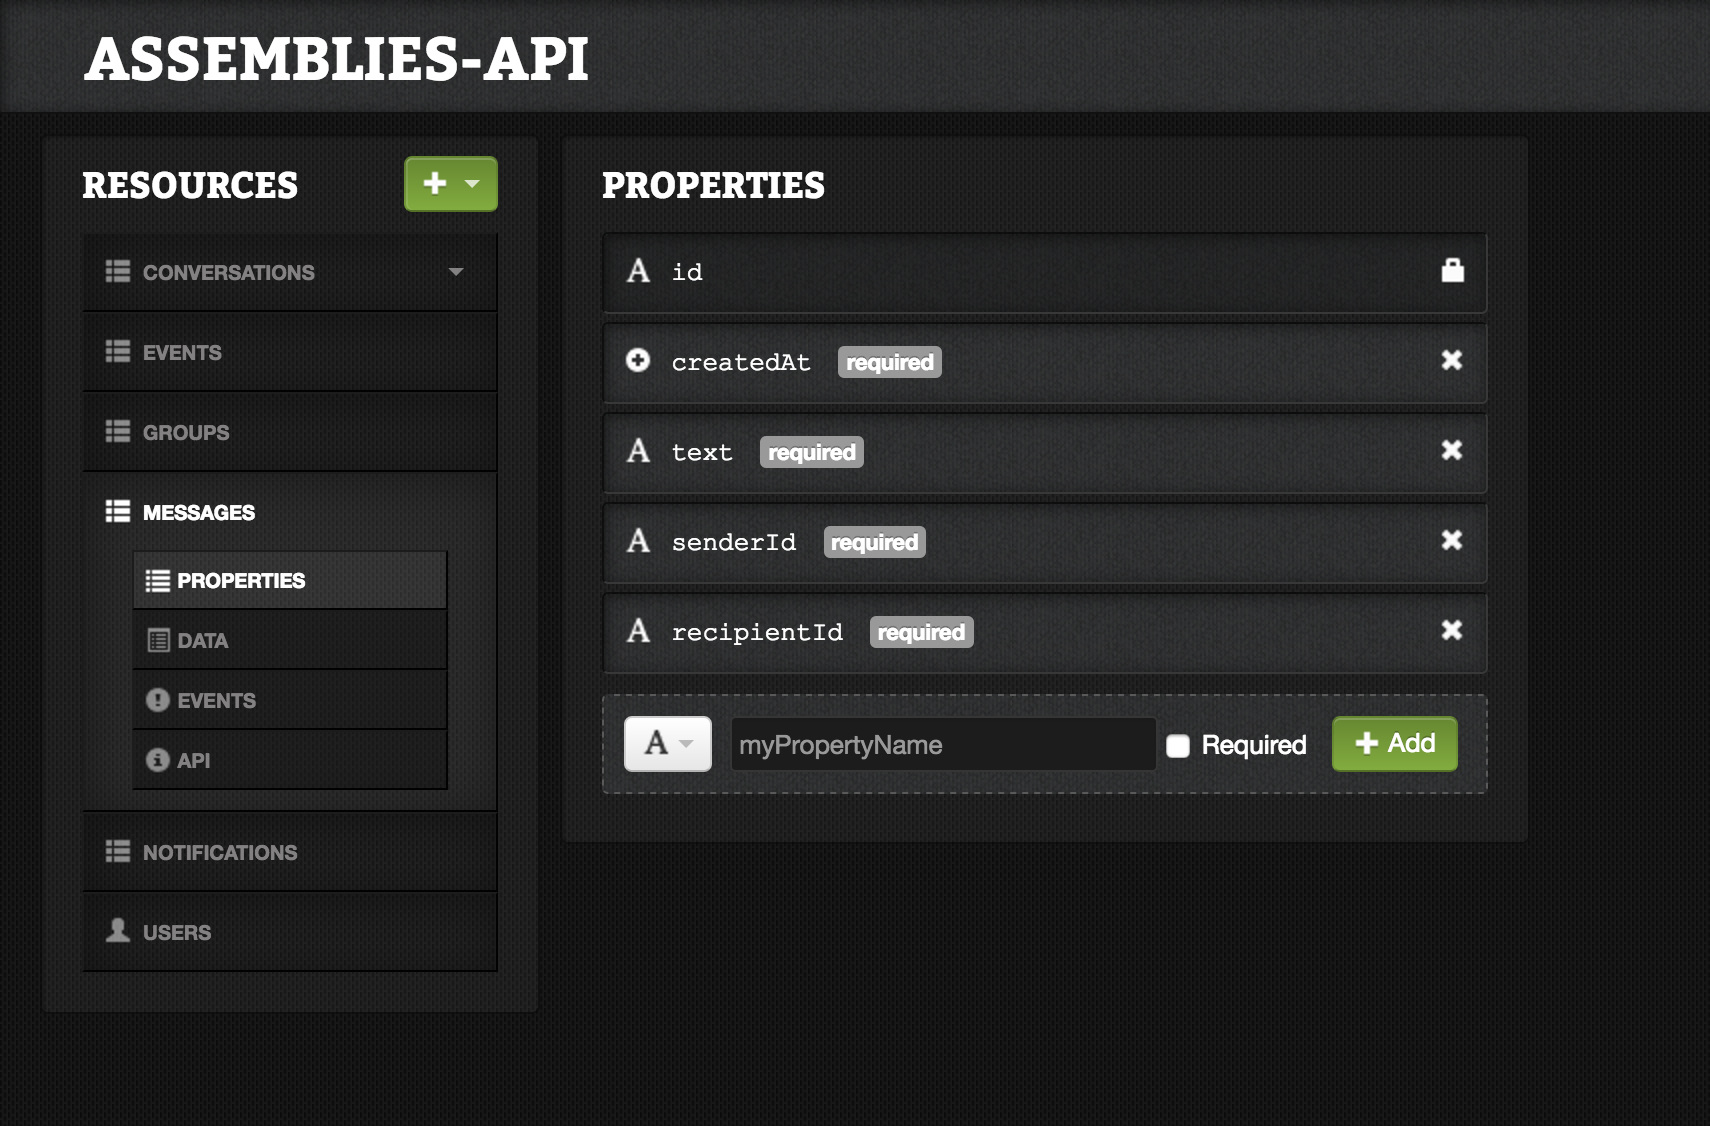 ASSEMBLIES-API
RESOURCES
CONVERSATIONS
EVENTS
GROUPS
MESSAGES
PROPERTIES
DATA
EVENTS
API
NOTIFICATIONS
USERS
PROPERTIES
A id
createdAt required
A text required
A senderId required
A recipientId required
A myPropertyName Required Add